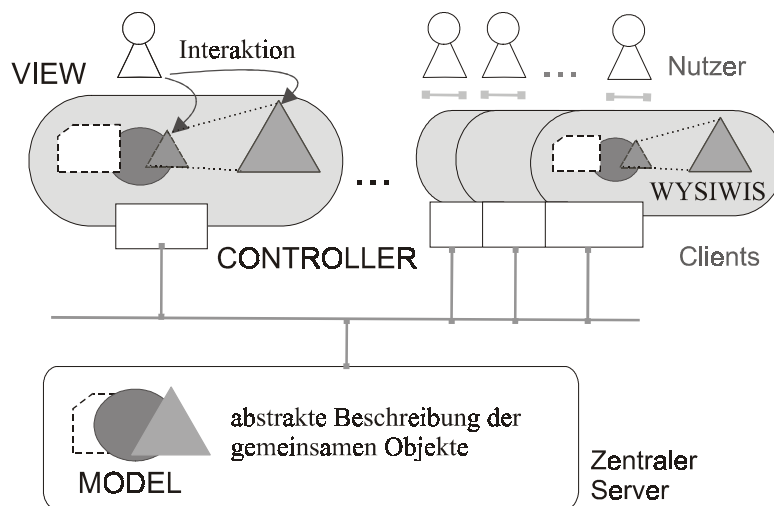 Interaktion
VIEW
Nutzer
...
...
WYSIWIS
CONTROLLER
Clients
abstrakte Beschreibung der
gemeinsamen Objekte
MODEL
Zentraler
Server